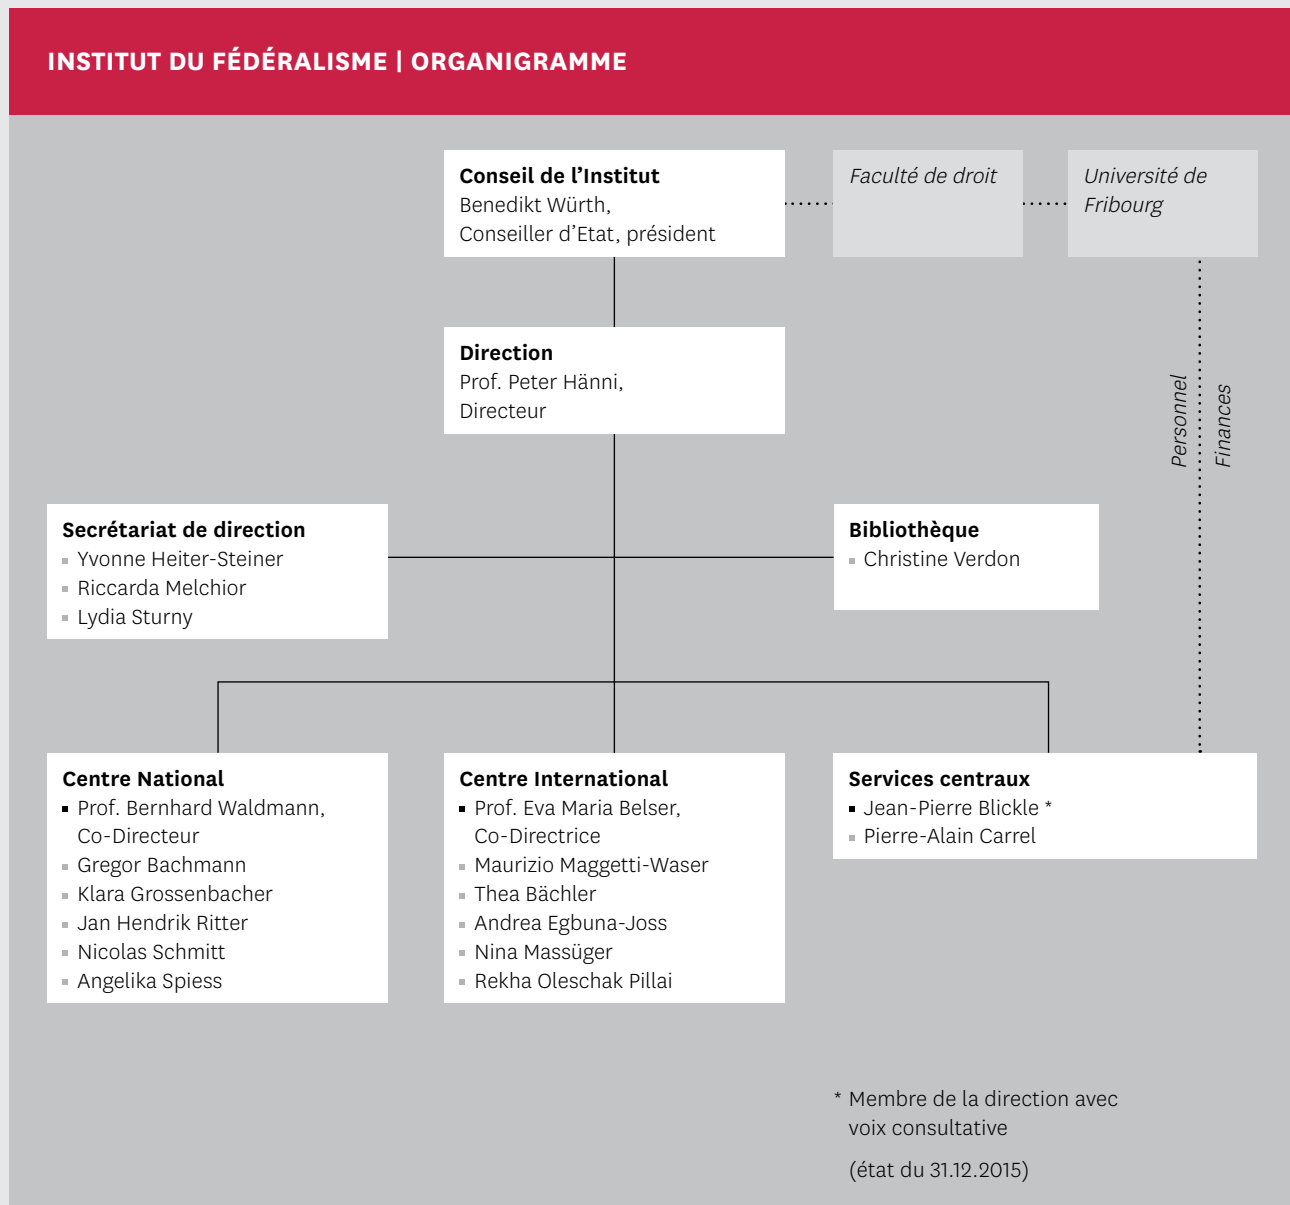 INSTITUT DU FÉDÉRALISME | ORGANIGRAMME
Conseil de l’Institut
Benedikt Würth,
Conseiller d’Etat, président
Faculté de droit
Université de
Fribourg
Direction
Prof. Peter Hänni,
Directeur
Personnel
Finances
Secrétariat de direction
Yvonne Heiter-Steiner
Riccarda Melchior
Lydia Sturny
Bibliothèque
Christine Verdon
Centre National
Prof. Bernhard Waldmann,
Co-Directeur
Gregor Bachmann
Klara Grossenbacher
Jan Hendrik Ritter
Nicolas Schmitt
Angelika Spiess
Centre International
Prof. Eva Maria Belser,
Co-Directrice
Maurizio Maggetti-Waser
Thea Bächler
Andrea Egbuna-Joss
Nina Massüger
Rekha Oleschak Pillai
Services centraux
Jean-Pierre Blickle *
Pierre-Alain Carrel
* Membre de la direction avec
voix consultative
(état du 31.12.2015)